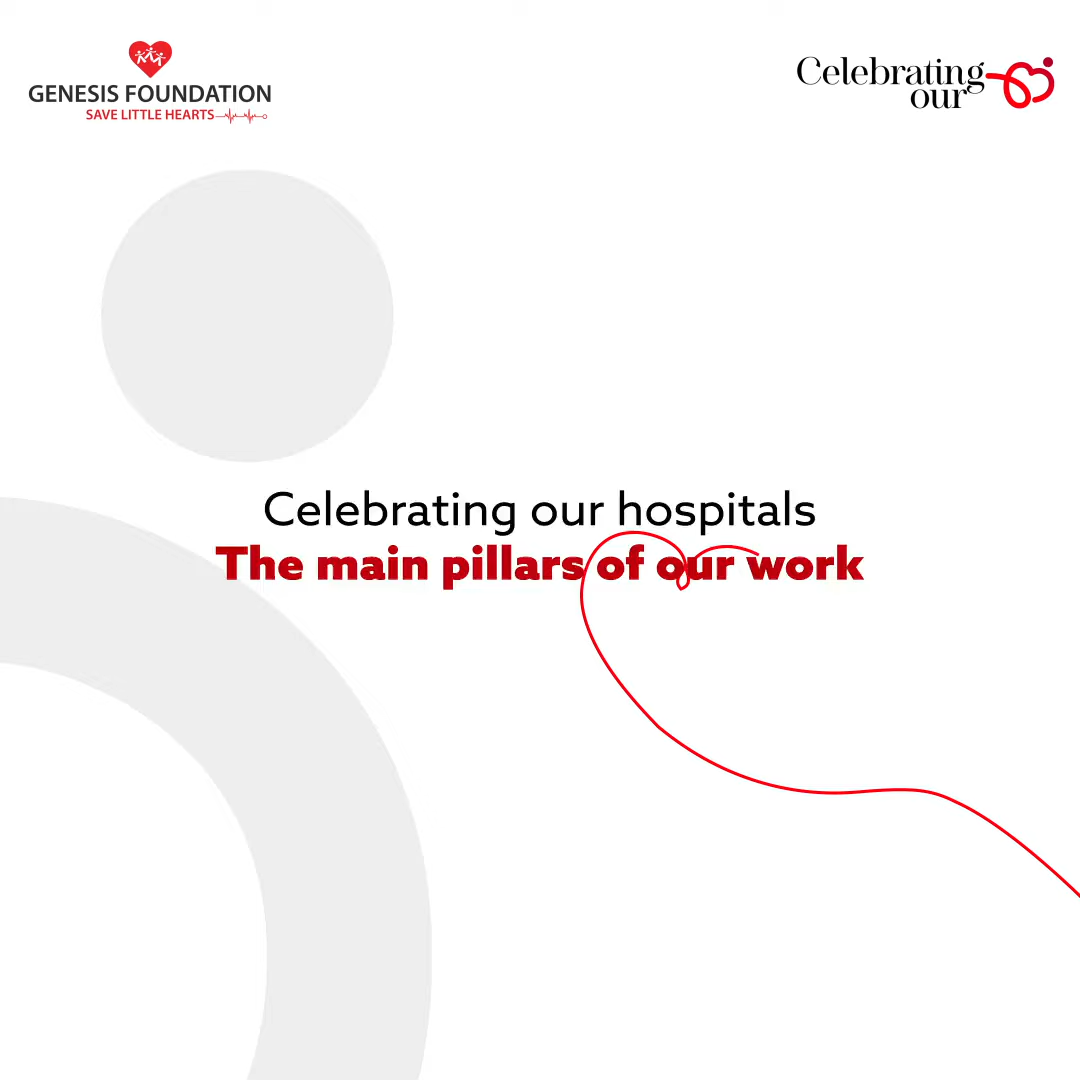 GENESIS FOUNDATION
SAVE LITTLE HEARTS
Celebrating
our
Celebrating our hospitals
The main pillars of our work